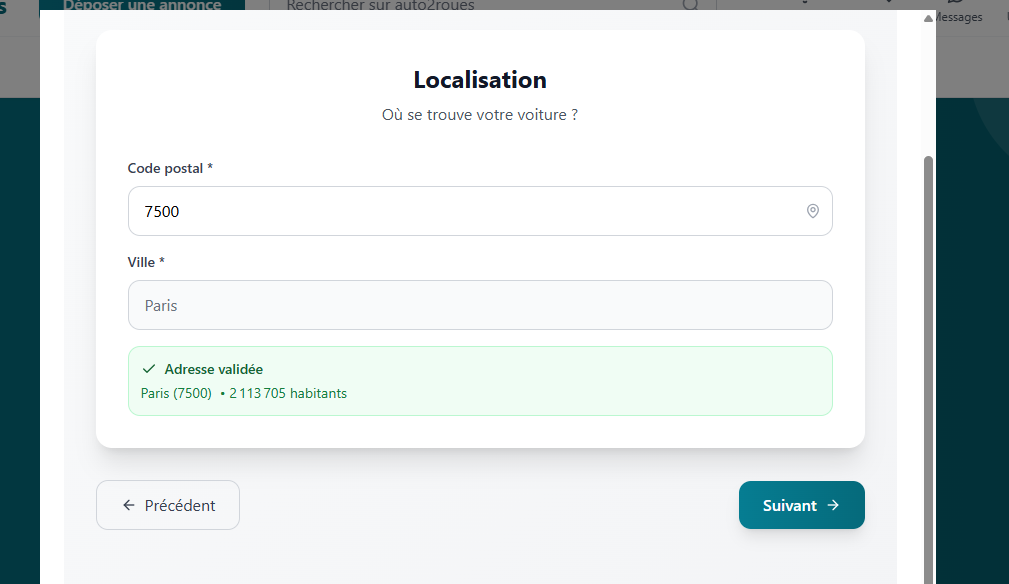 Déposer une annonce
Rechercher sur auto2roues
Messages
Localisation
Où se trouve votre voiture ?
Code postal *
7500
Ville *
Paris
Adresse validée
Paris (7500) • 2 113 705 habitants
← Précédent
Suivant →